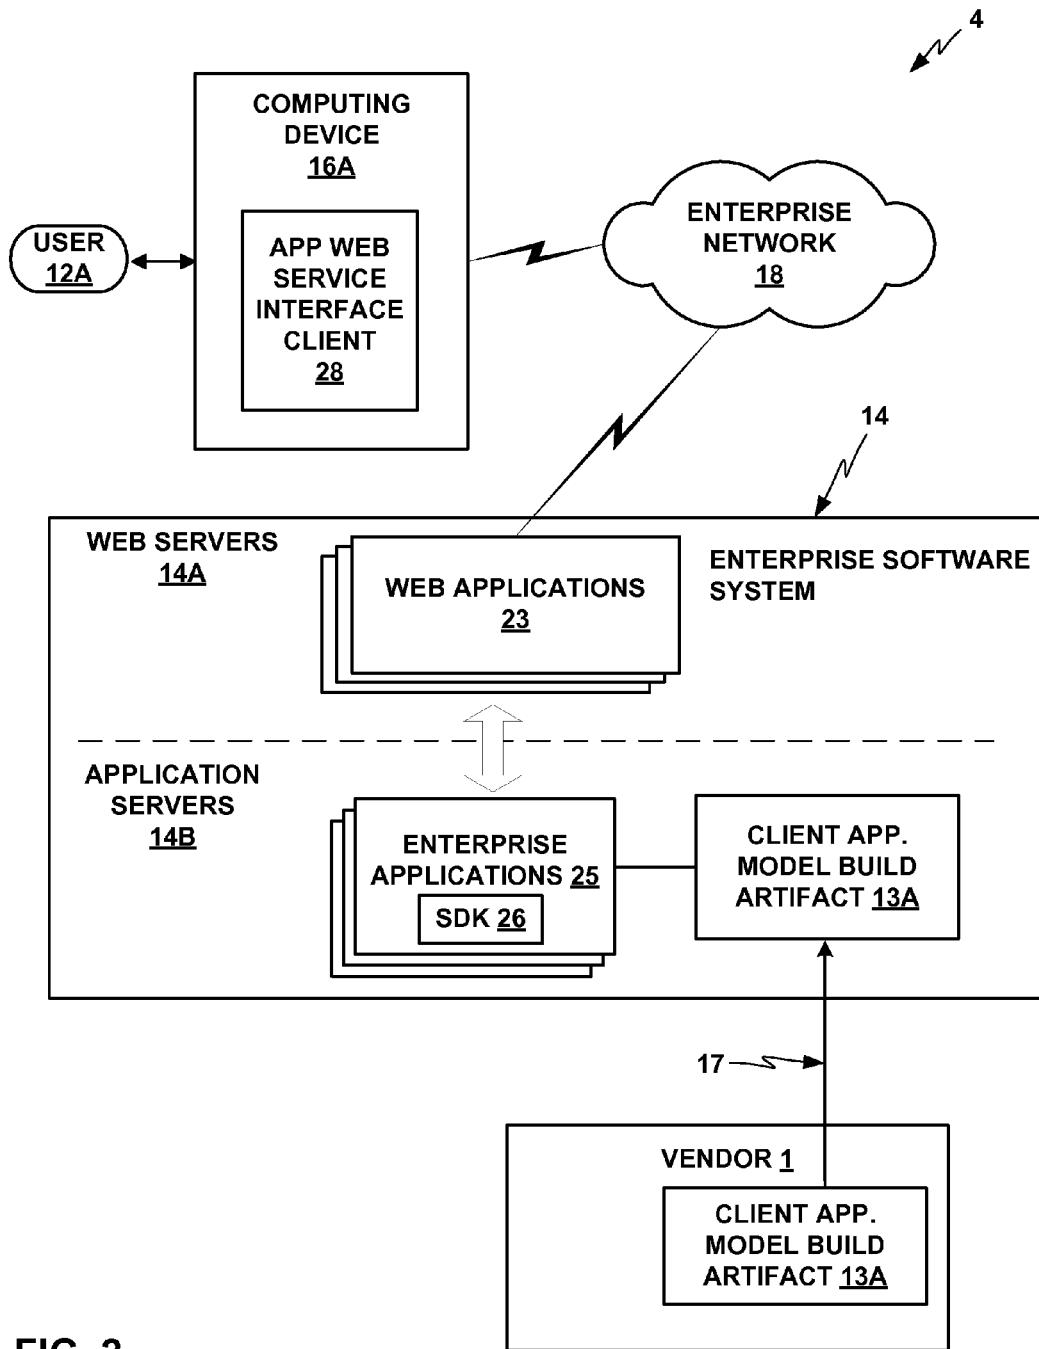 4
COMPUTING
DEVICE
16A
USER
12A
APP WEB
SERVICE
INTERFACE
CLIENT
28
ENTERPRISE
NETWORK
18
14
WEB SERVERS
14A
WEB APPLICATIONS
23
ENTERPRISE SOFTWARE
SYSTEM
APPLICATION
SERVERS
14B
ENTERPRISE
APPLICATIONS 25
SDK 26
CLIENT APP.
MODEL BUILD
ARTIFACT 13A
17
VENDOR 1
CLIENT APP.
MODEL BUILD
ARTIFACT 13A